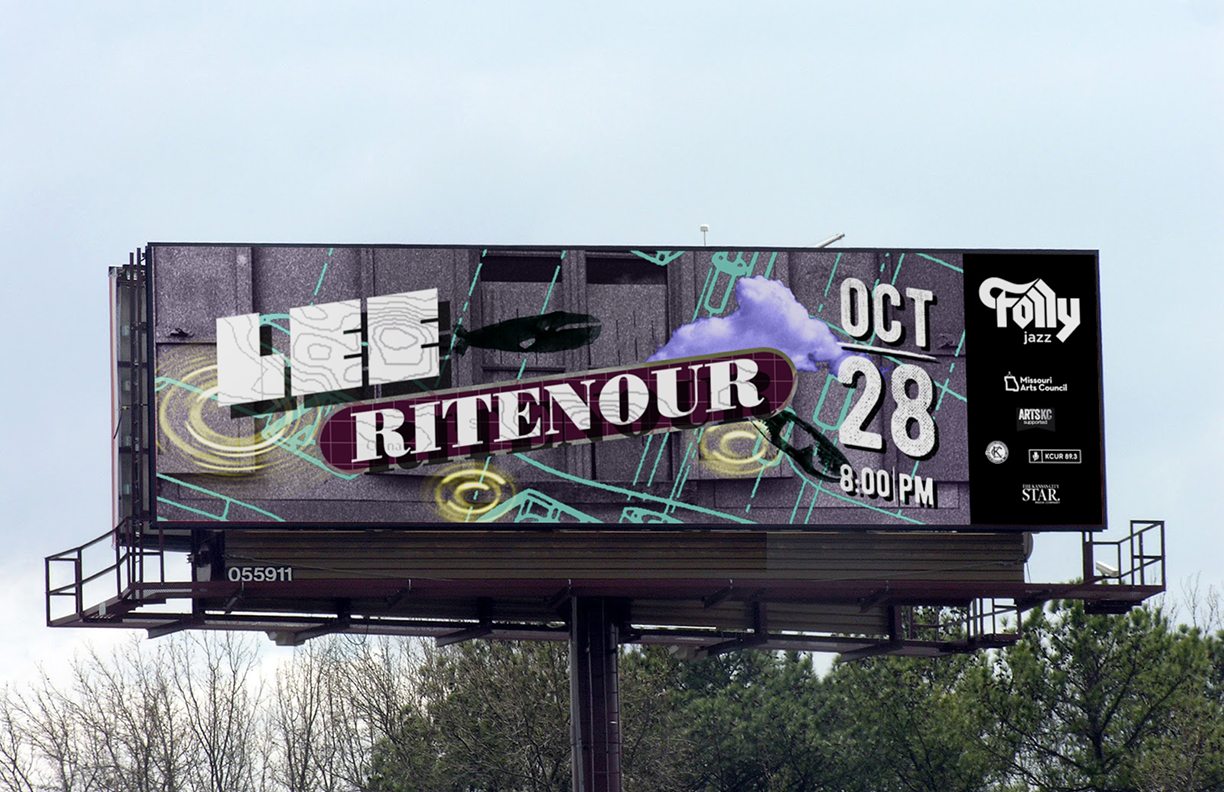 LEE
RITENOUR
OCT
28
8:00 PM
Folly
jazz
Missouri
Arts Council
ARTSKC
supported
KC
KCUR 89.3
THE KANSAS CITY
STAR
055911